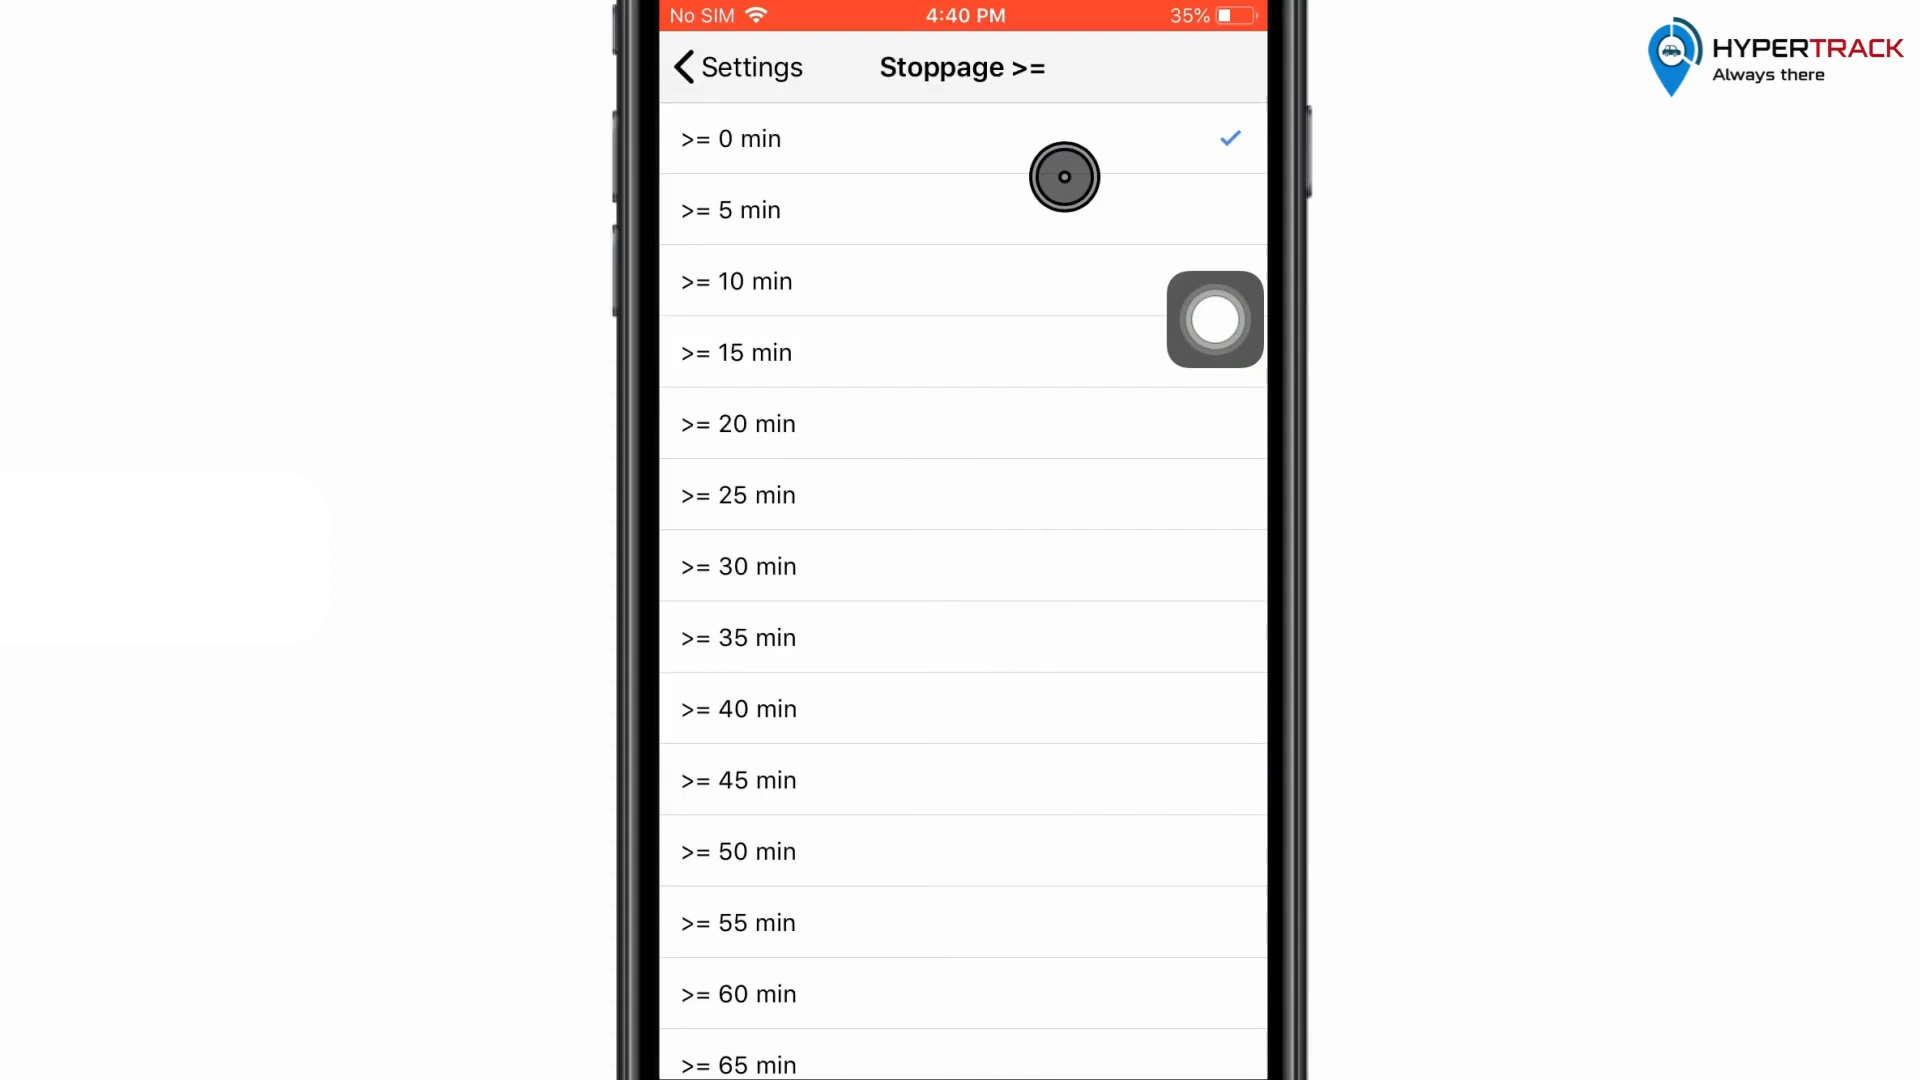 No SIM 4:40 PM 35%
HYPERTRACK
Always there
Settings Stoppage >=
>= 0 min
>= 5 min
>= 10 min
>= 15 min
>= 20 min
>= 25 min
>= 30 min
>= 35 min
>= 40 min
>= 45 min
>= 50 min
>= 55 min
>= 60 min
>= 65 min